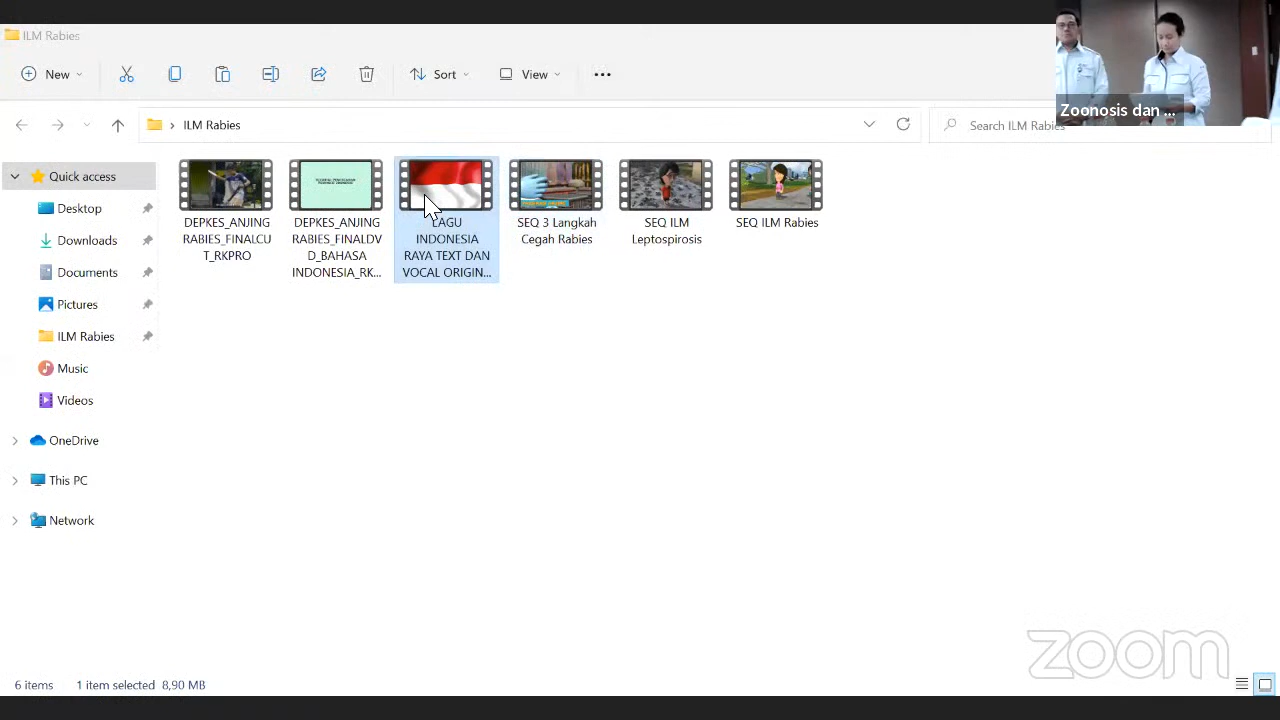 ILM Rabies
New
Sort
View
ILM Rabies
Search ILM Rabies
Zoonosis dan ...
Quick access
Desktop
Downloads
Documents
Pictures
ILM Rabies
Music
Videos
OneDrive
This PC
Network
DEPKES_ANJING
RABIES_FINALCU
T_RKPRO
DEPKES_ANJING
RABIES_FINALDV
D_BAHASA
INDONESIA_RK...
LAGU
INDONESIA
RAYA TEXT DAN
VOCAL ORIGIN...
SEQ 3 Langkah
Cegah Rabies
SEQ ILM
Leptospirosis
SEQ ILM Rabies
zoom
6 items
1 item selected 8,90 MB